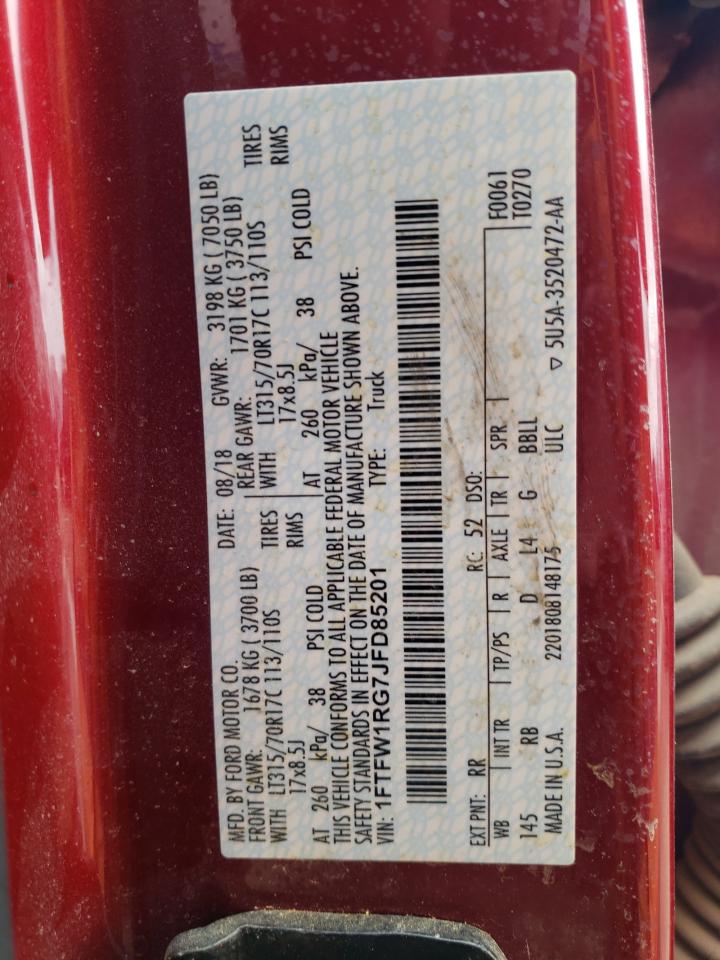 MFD. BY FORD MOTOR CO.
DATE: 08/18 GVWR: 3198 KG ( 7050 LB)
FRONT GAWR: 1678 KG ( 3700 LB) REAR GAWR: 1701 KG ( 3750 LB)
WITH LT315/70R17C 113/110S TIRES WITH LT315/70R17C 113/110S TIRES
17x8.5J RIMS 17x8.5J RIMS
AT 260 kPa/ 38 PSI COLD AT 260 kPa/ 38 PSI COLD
THIS VEHICLE CONFORMS TO ALL APPLICABLE FEDERAL MOTOR VEHICLE
SAFETY STANDARDS IN EFFECT ON THE DATE OF MANUFACTURE SHOWN ABOVE.
VIN: 1FTFW1RG7JFD85201 TYPE: Truck
EXT PNT: RR RC: 52 DSO:
WB INT TR TP/PS R AXLE TR SPR F0061
145 RB D L4 G BBLL T0270
MADE IN U.S.A. 2201808148175 ULC ▽ 5U5A-3520472-AA